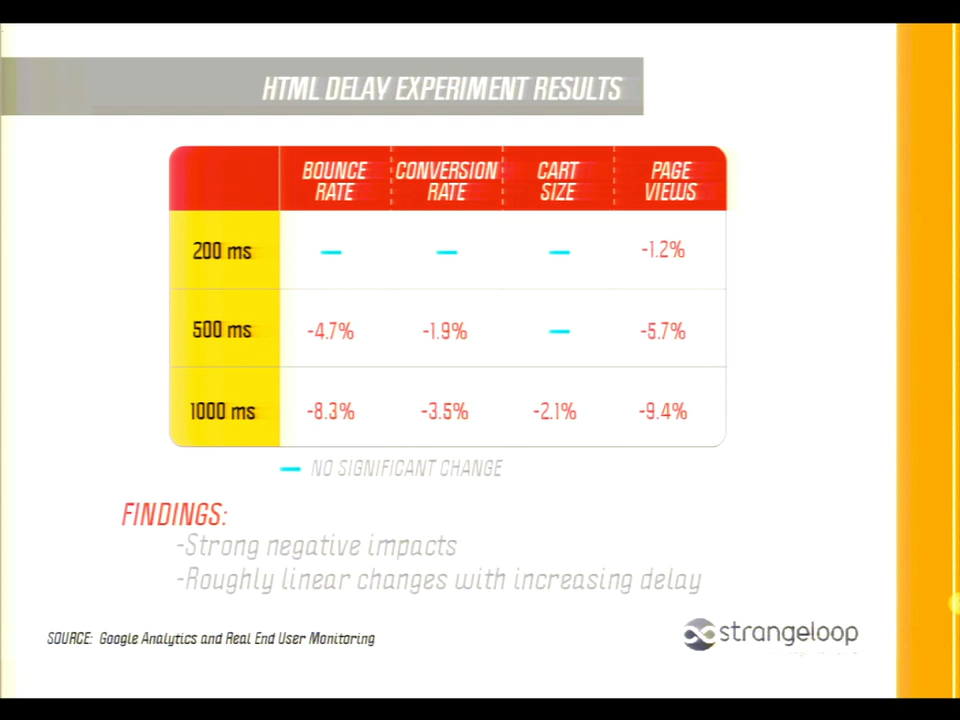 HTML DELAY EXPERIMENT RESULTS
BOUNCE RATE CONVERSION RATE CART SIZE PAGE VIEWS
200 ms — — — -1.2%
500 ms -4.7% -1.9% — -5.7%
1000 ms -8.3% -3.5% -2.1% -9.4%
— NO SIGNIFICANT CHANGE
FINDINGS:
-Strong negative impacts
-Roughly linear changes with increasing delay
SOURCE: Google Analytics and Real End User Monitoring
strangeloop